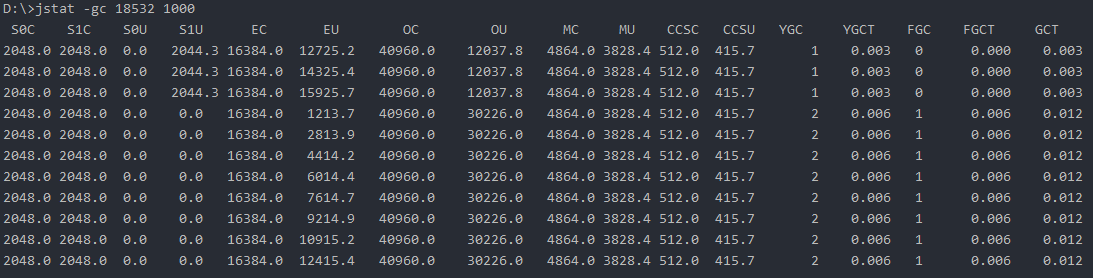 D:\>jstat -gc 18532 1000
S0C S1C S0U S1U EC EU OC OU MC MU CCSC CCSU YGC YGCT FGC FGCT GCT
2048.0 2048.0 0.0 2044.3 16384.0 12725.2 40960.0 12037.8 4864.0 3828.4 512.0 415.7 1 0.003 0 0.000 0.003
2048.0 2048.0 0.0 2044.3 16384.0 14325.4 40960.0 12037.8 4864.0 3828.4 512.0 415.7 1 0.003 0 0.000 0.003
2048.0 2048.0 0.0 2044.3 16384.0 15925.7 40960.0 12037.8 4864.0 3828.4 512.0 415.7 1 0.003 0 0.000 0.003
2048.0 2048.0 0.0 0.0 16384.0 1213.7 40960.0 30226.0 4864.0 3828.4 512.0 415.7 2 0.006 1 0.006 0.012
2048.0 2048.0 0.0 0.0 16384.0 2813.9 40960.0 30226.0 4864.0 3828.4 512.0 415.7 2 0.006 1 0.006 0.012
2048.0 2048.0 0.0 0.0 16384.0 4414.2 40960.0 30226.0 4864.0 3828.4 512.0 415.7 2 0.006 1 0.006 0.012
2048.0 2048.0 0.0 0.0 16384.0 6014.4 40960.0 30226.0 4864.0 3828.4 512.0 415.7 2 0.006 1 0.006 0.012
2048.0 2048.0 0.0 0.0 16384.0 7614.7 40960.0 30226.0 4864.0 3828.4 512.0 415.7 2 0.006 1 0.006 0.012
2048.0 2048.0 0.0 0.0 16384.0 9214.9 40960.0 30226.0 4864.0 3828.4 512.0 415.7 2 0.006 1 0.006 0.012
2048.0 2048.0 0.0 0.0 16384.0 10915.2 40960.0 30226.0 4864.0 3828.4 512.0 415.7 2 0.006 1 0.006 0.012
2048.0 2048.0 0.0 0.0 16384.0 12415.4 40960.0 30226.0 4864.0 3828.4 512.0 415.7 2 0.006 1 0.006 0.012